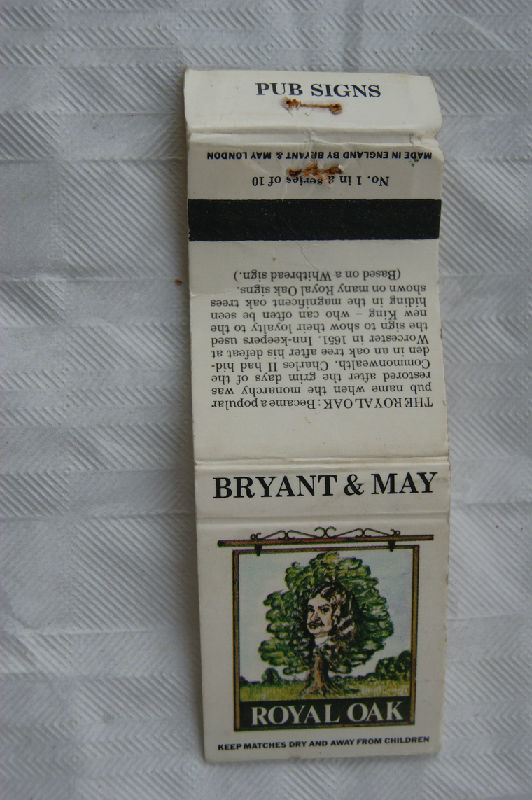 PUB SIGNS
MADE IN ENGLAND BY BRYANT & MAY LONDON
No. 1 in a series of 10
THE ROYAL OAK: Became a popular
pub name when the monarchy was
restored after the grim days of the
Commonwealth. Charles II had hid-
den in an oak tree after his defeat at
Worcester in 1651. Inn-keepers used
the sign to show their loyalty to the
new King – who can often be seen
hiding in the magnificent oak trees
shown on many Royal Oak signs.
(Based on a Whitbread sign.)
BRYANT & MAY
ROYAL OAK
KEEP MATCHES DRY AND AWAY FROM CHILDREN